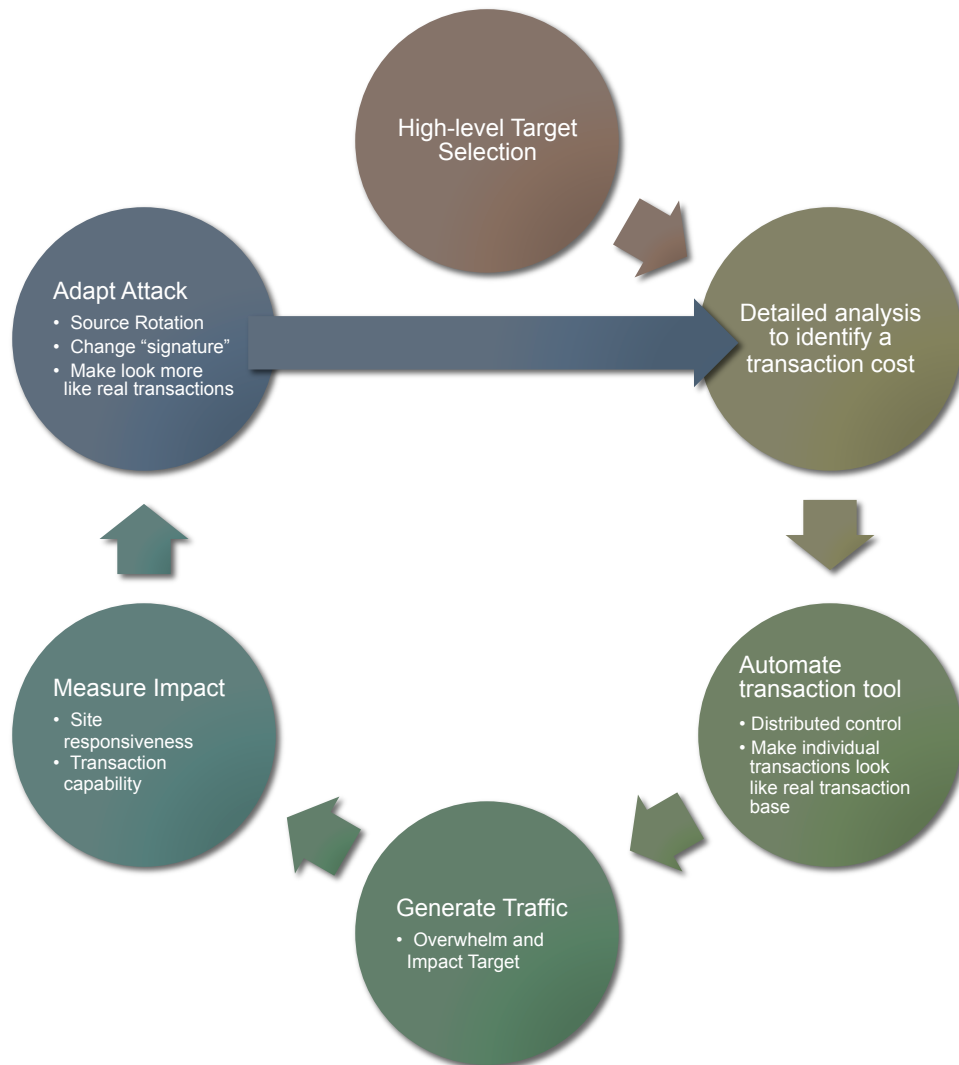 High-level Target
Selection
Adapt Attack
• Source Rotation
• Change “signature”
• Make look more
like real transactions
Detailed analysis
to identify a
transaction cost
Measure Impact
• Site
responsiveness
• Transaction
capability
Automate
transaction tool
• Distributed control
• Make individual
transactions look
like real transaction
base
Generate Traffic
• Overwhelm and
Impact Target